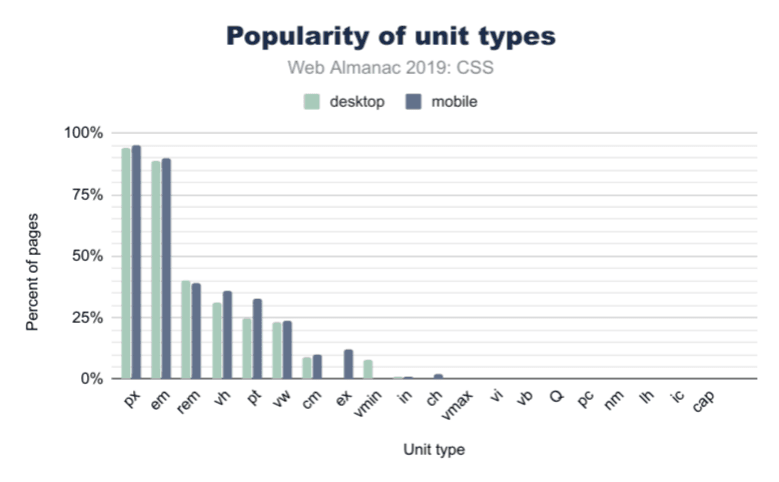 Popularity of unit types
Web Almanac 2019: CSS
desktop mobile
100%
75%
50%
25%
0%
Percent of pages
px em rem vh pt vw cm ex vmin in ch vmax vi vb Q pc nm lh ic cap
Unit type